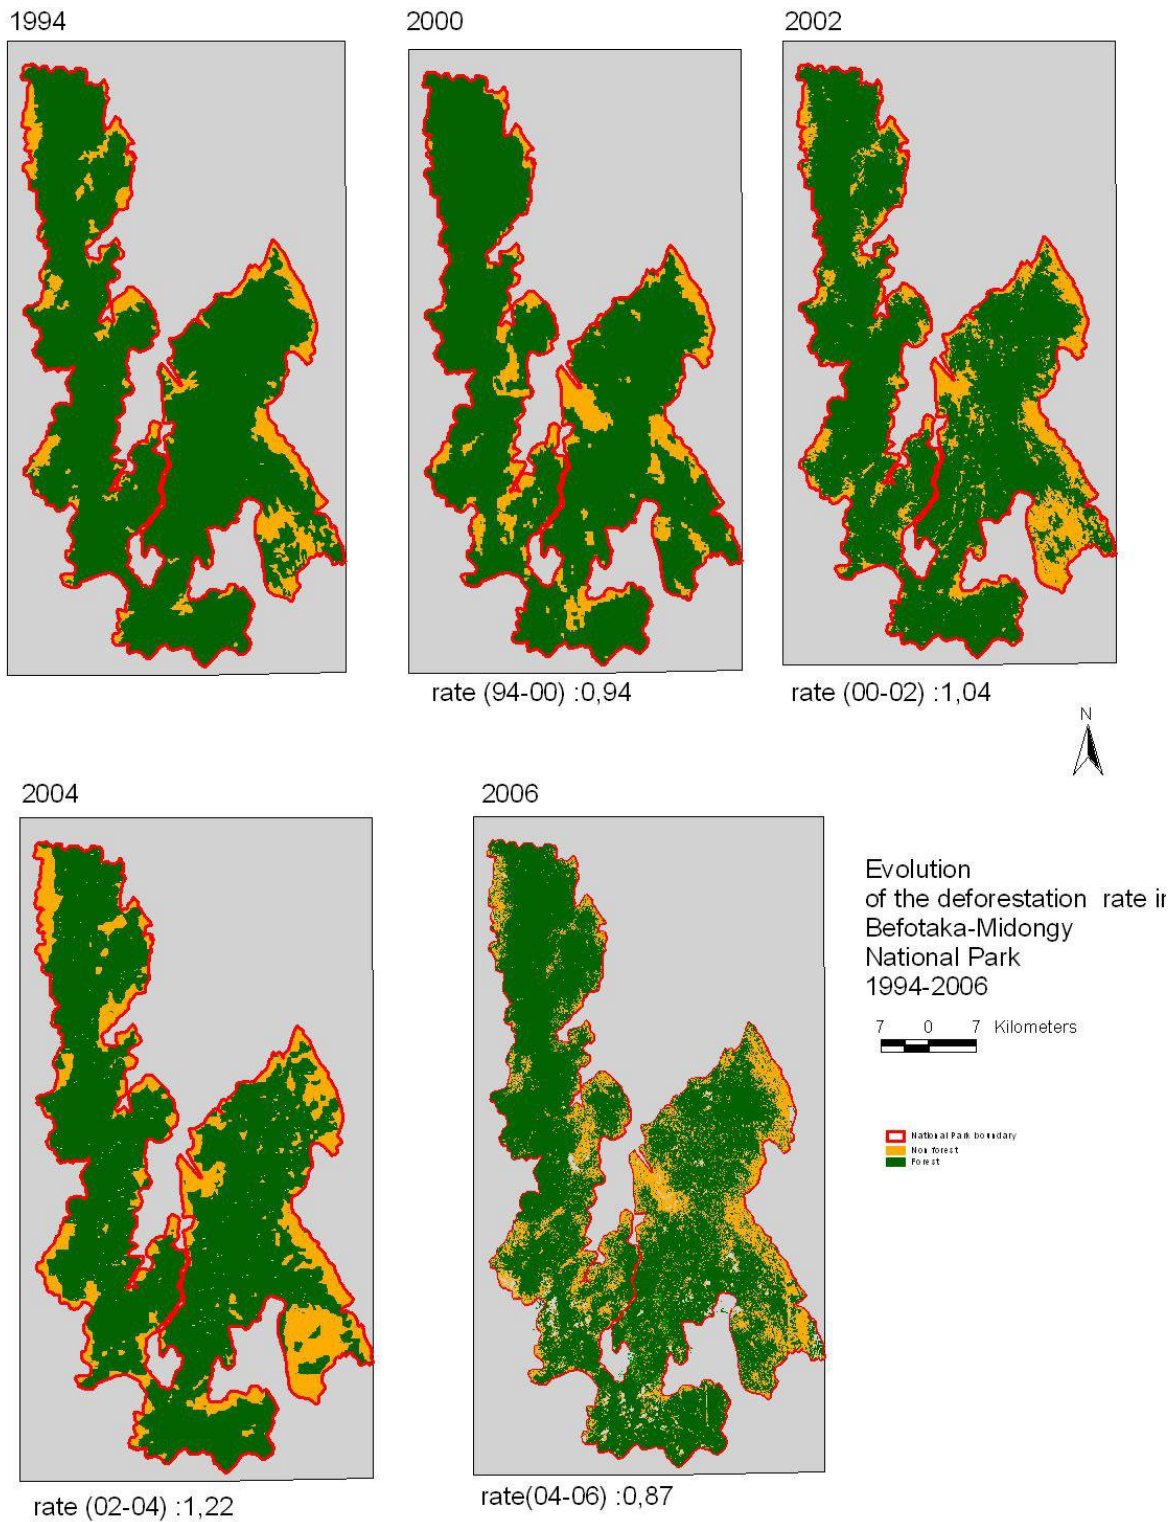 1994
2000
2002
rate (94-00) :0,94
rate (00-02) :1,04
N
2004
2006
Evolution
of the deforestation rate in
Befotaka-Midongy
National Park
1994-2006
7 0 7 Kilometers
National Park boundary
Non forest
Forest
rate (02-04) :1,22
rate(04-06) :0,87